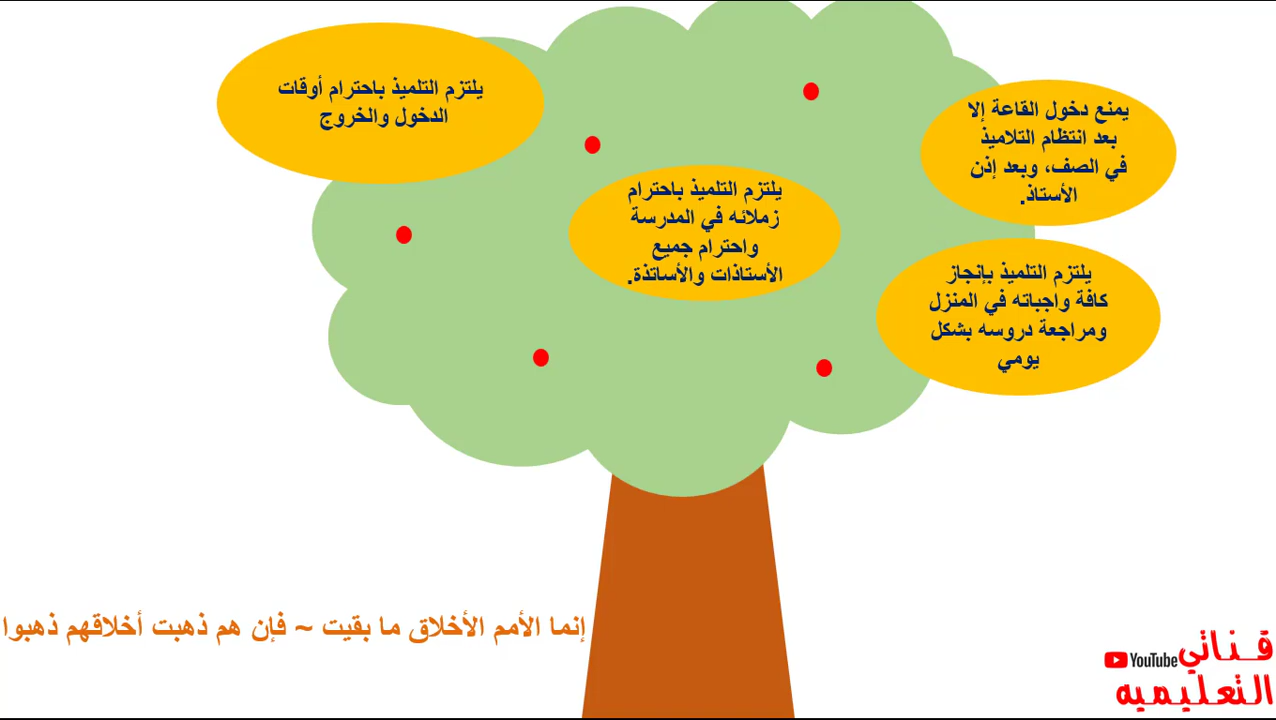 يلتزم التلميذ باحترام أوقات
الدخول والخروج
يمنع دخول القاعة إلا
بعد انتظام التلاميذ
في الصف، وبعد إذن
الأستاذ.
يلتزم التلميذ باحترام
زملائه في المدرسة
واحترام جميع
الأستاذات والأساتذة.
يلتزم التلميذ بإنجاز
كافة واجباته في المنزل
ومراجعة دروسه بشكل
يومي
إنما الأمم الأخلاق ما بقيت ~ فإن هم ذهبت أخلاقهم ذهبوا
قناتي YouTube
التعليميه